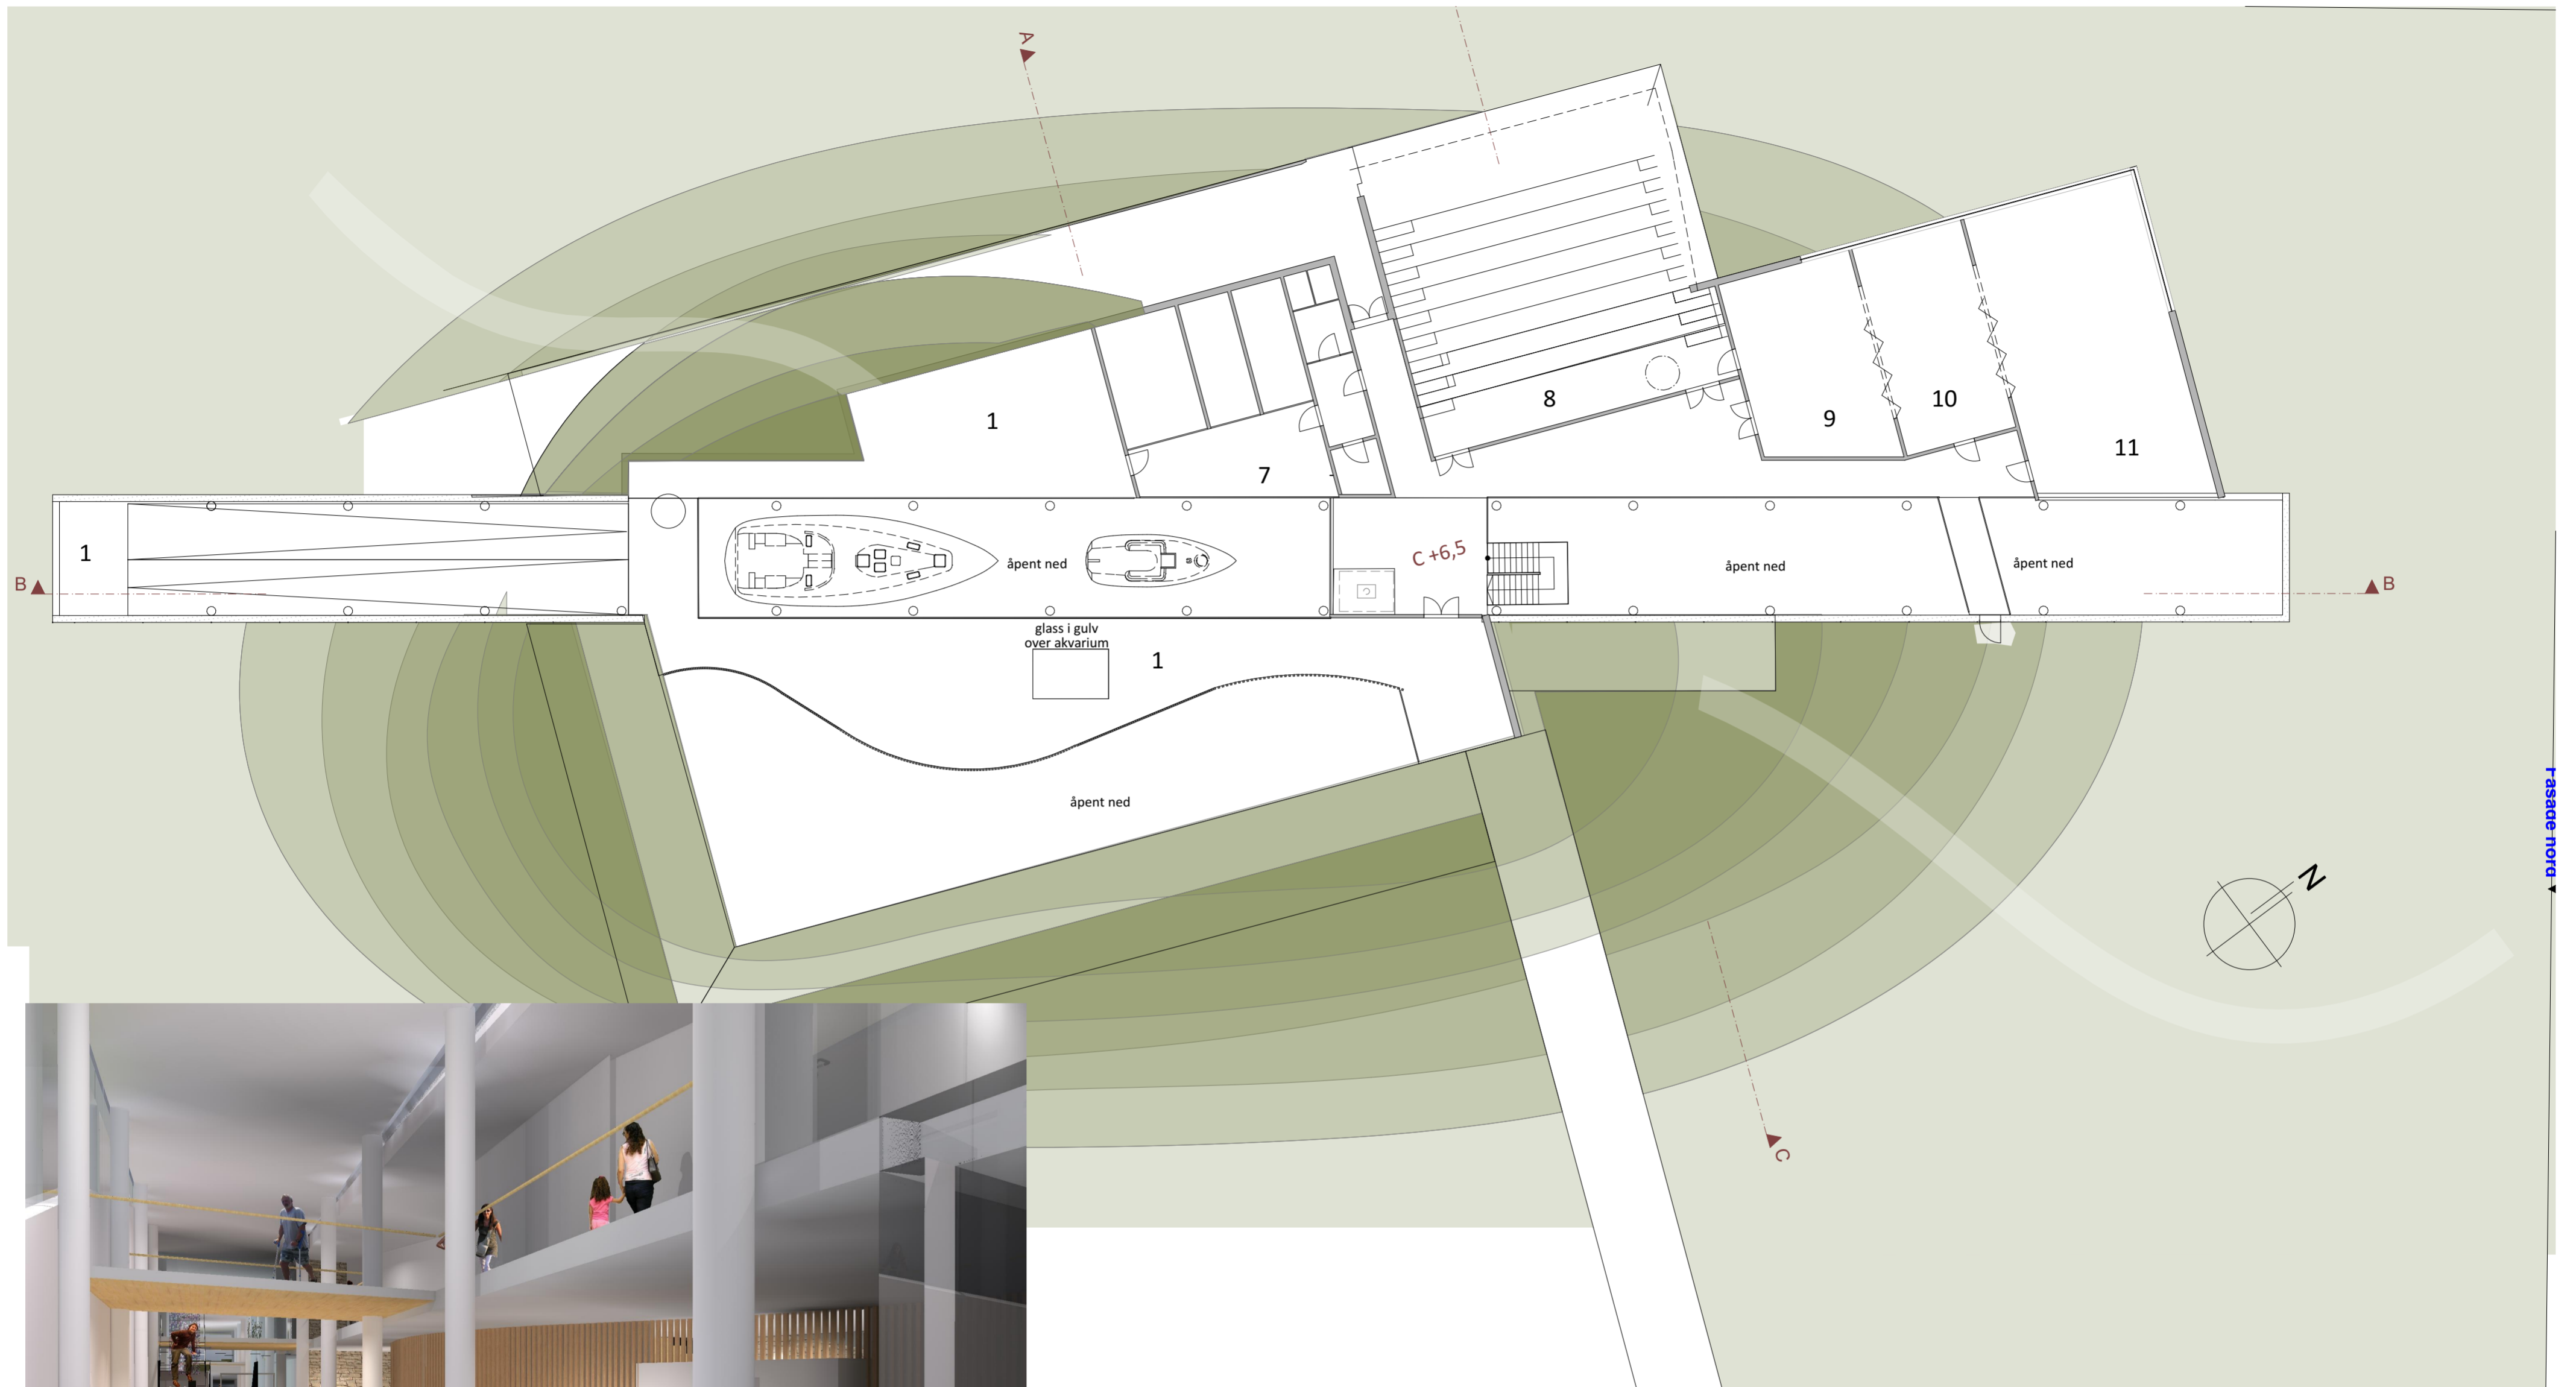 A
1
8
9
10
11
7
1
B
åpent ned
C +6,5
åpent ned
åpent ned
B
glass i gulv
over akvarium
1
åpent ned
Fasade nord
N
C